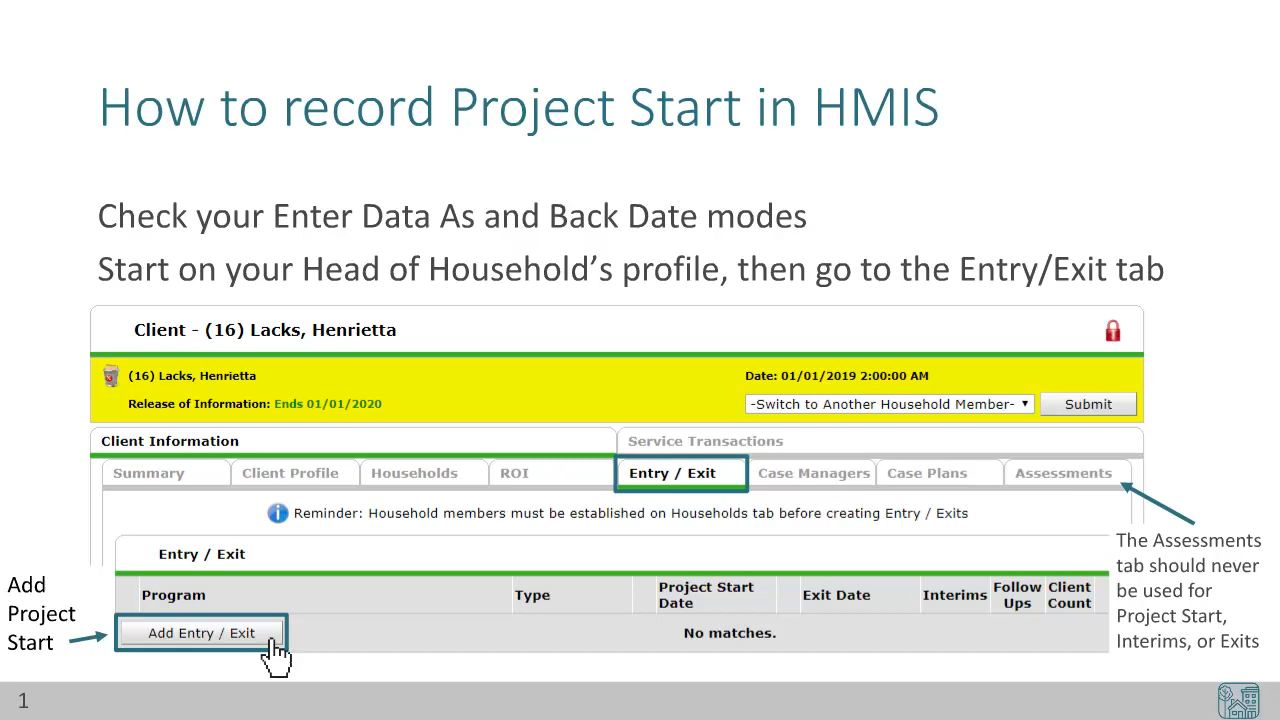 How to record Project Start in HMIS
Check your Enter Data As and Back Date modes
Start on your Head of Household’s profile, then go to the Entry/Exit tab
Client - (16) Lacks, Henrietta
(16) Lacks, Henrietta
Date: 01/01/2019 2:00:00 AM
Release of Information: Ends 01/01/2020
-Switch to Another Household Member-
Submit
Client Information
Service Transactions
Summary
Client Profile
Households
ROI
Entry / Exit
Case Managers
Case Plans
Assessments
Reminder: Household members must be established on Households tab before creating Entry / Exits
Entry / Exit
Program
Type
Project Start
Date
Exit Date
Interims
Follow
Ups
Client
Count
Add Entry / Exit
No matches.
Add
Project
Start
The Assessments
tab should never
be used for
Project Start,
Interims, or Exits
1